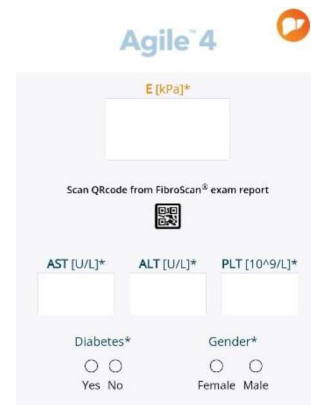 Agile™ 4
E [kPa]*
Scan QRcode from FibroScan® exam report
AST [U/L]* ALT [U/L]* PLT [10^9/L]*
Diabetes* Gender*
Yes No Female Male